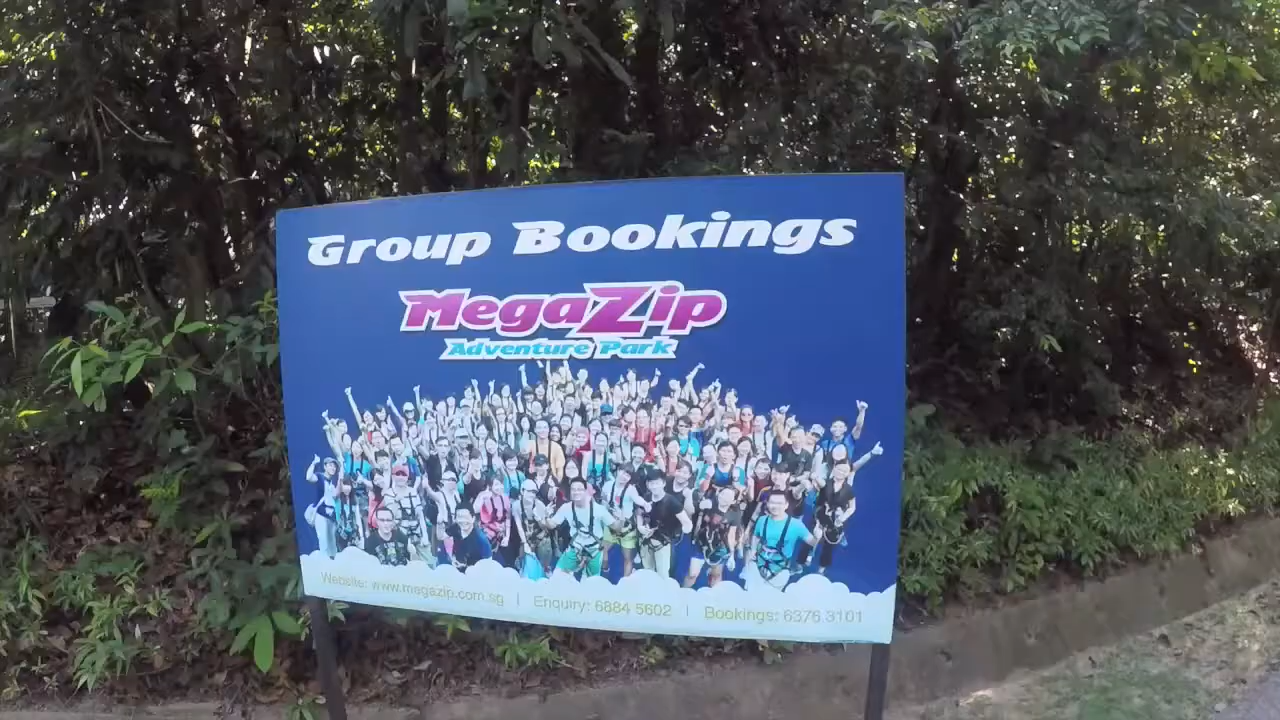 Group Bookings
MegaZip
Adventure Park
Website: www.megazip.com.sg | Enquiry: 6884 5602 | Bookings: 6376 3101